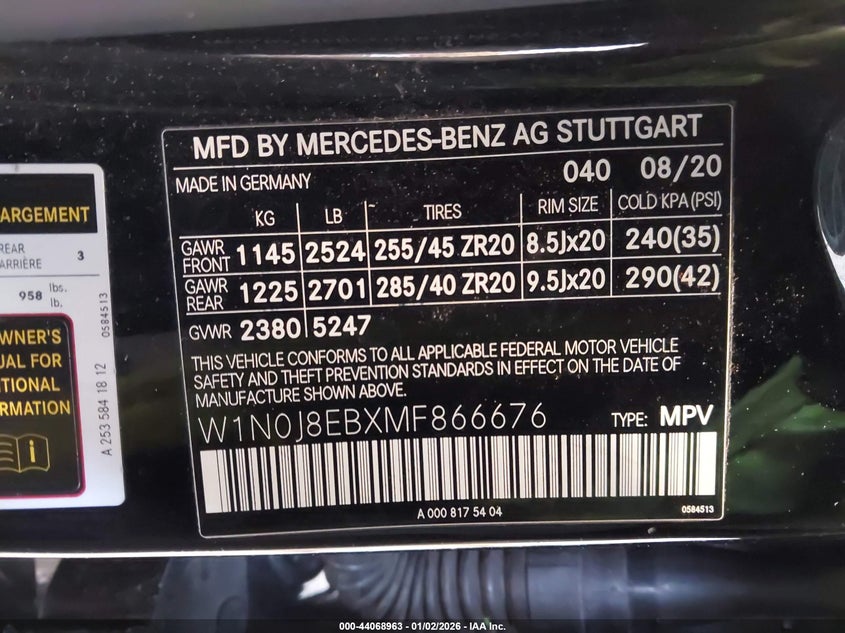 MFD BY MERCEDES-BENZ AG STUTTGART
MADE IN GERMANY 040 08/20
KG LB TIRES RIM SIZE COLD KPA (PSI)
GAWR FRONT 1145 2524 255/45 ZR20 8.5Jx20 240(35)
GAWR REAR 1225 2701 285/40 ZR20 9.5Jx20 290(42)
GVWR 2380 5247
THIS VEHICLE CONFORMS TO ALL APPLICABLE FEDERAL MOTOR VEHICLE
SAFETY AND THEFT PREVENTION STANDARDS IN EFFECT ON THE DATE OF
MANUFACTURE SHOWN ABOVE.
W1N0J8EBXMF866676 TYPE: MPV
A 000 817 54 04 0584513
ARGEMENT
REAR
ARRIÈRE 3
958 lbs.
lb.
WNER'S
UAL FOR
ITIONAL
RMATION
A 253 584 18 12 0584513
000-44068963 - 01/02/2026 - IAA Inc.